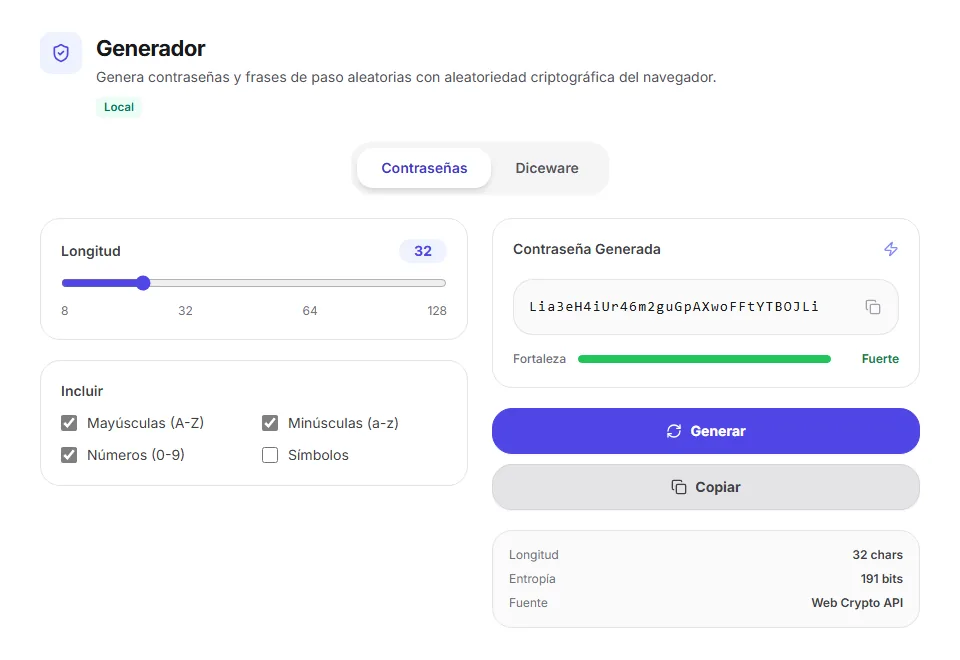 Generador
Genera contraseñas y frases de paso aleatorias con aleatoriedad criptográfica del navegador.
Local
Contraseñas Diceware
Longitud 32
8 32 64 128
Incluir
Mayúsculas (A-Z) Minúsculas (a-z)
Números (0-9) Símbolos
Contraseña Generada
Lia3eH4iUr46m2guGpAXwoFFtYTBOJLi
Fortaleza Fuerte
Generar
Copiar
Longitud 32 chars
Entropía 191 bits
Fuente Web Crypto API